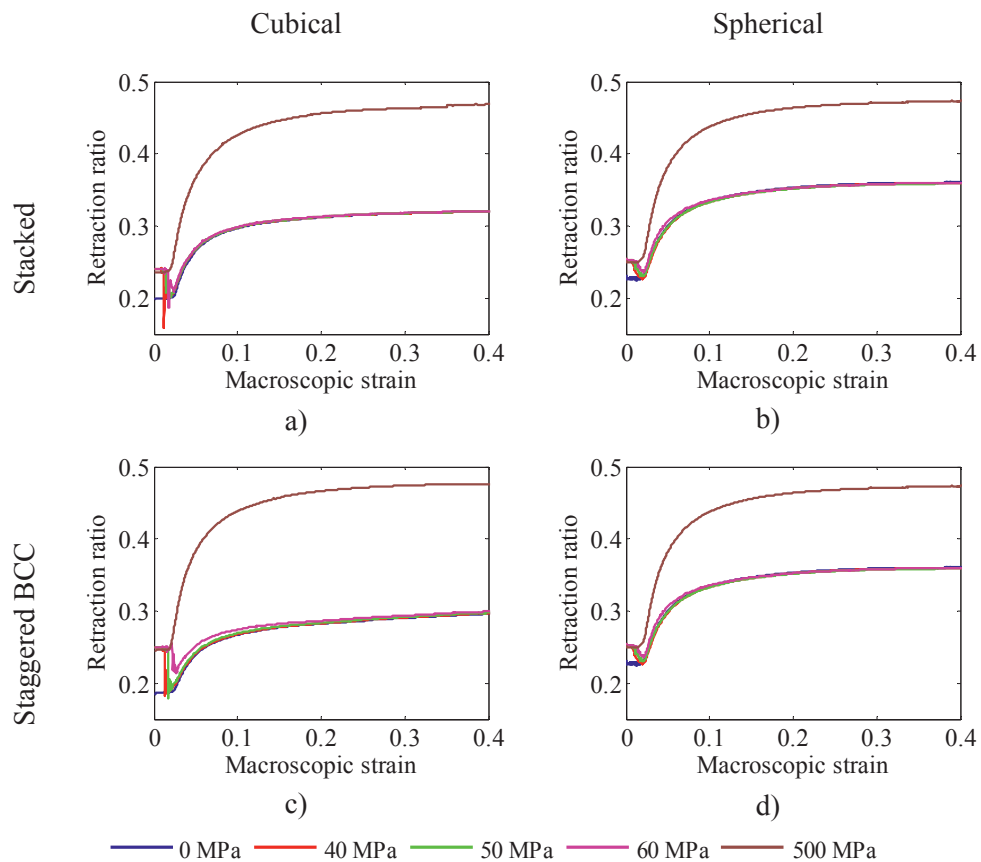 Cubical
Spherical
Stacked
Staggered BCC
0.5
0.4
0.3
0.2
Retraction ratio
0 0.1 0.2 0.3 0.4
Macroscopic strain
a)
0.5
0.4
0.3
0.2
Retraction ratio
0 0.1 0.2 0.3 0.4
Macroscopic strain
b)
0.5
0.4
0.3
0.2
Retraction ratio
0 0.1 0.2 0.3 0.4
Macroscopic strain
c)
0.5
0.4
0.3
0.2
Retraction ratio
0 0.1 0.2 0.3 0.4
Macroscopic strain
d)
0 MPa 40 MPa 50 MPa 60 MPa 500 MPa